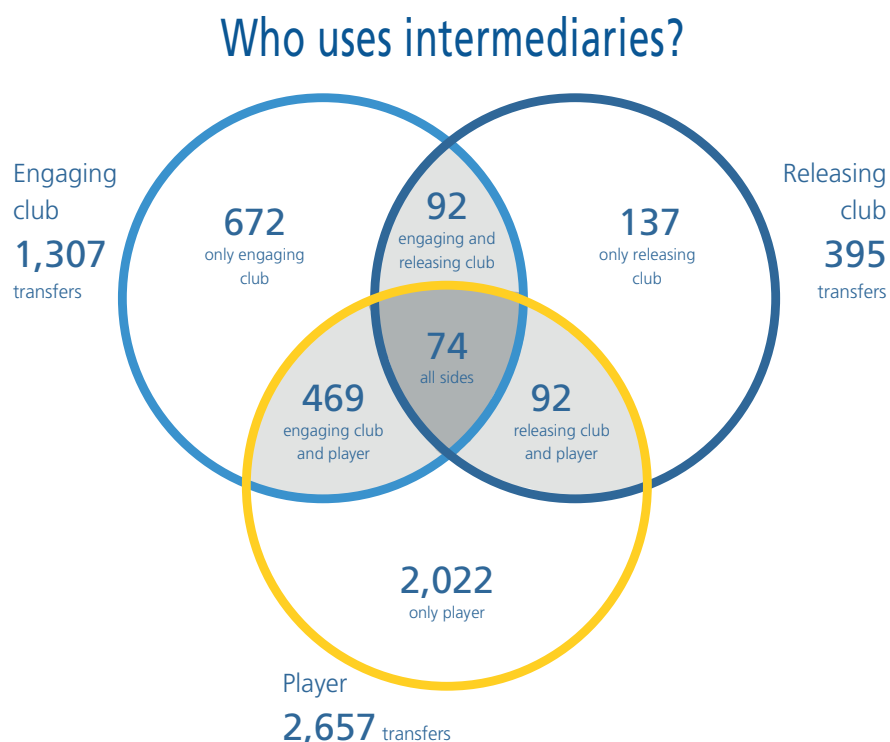 Who uses intermediaries?
Engaging
club
1,307
transfers
672
only engaging
club
92
engaging and
releasing club
137
only releasing
club
Releasing
club
395
transfers
74
all sides
469
engaging club
and player
92
releasing club
and player
2,022
only player
Player
2,657 transfers